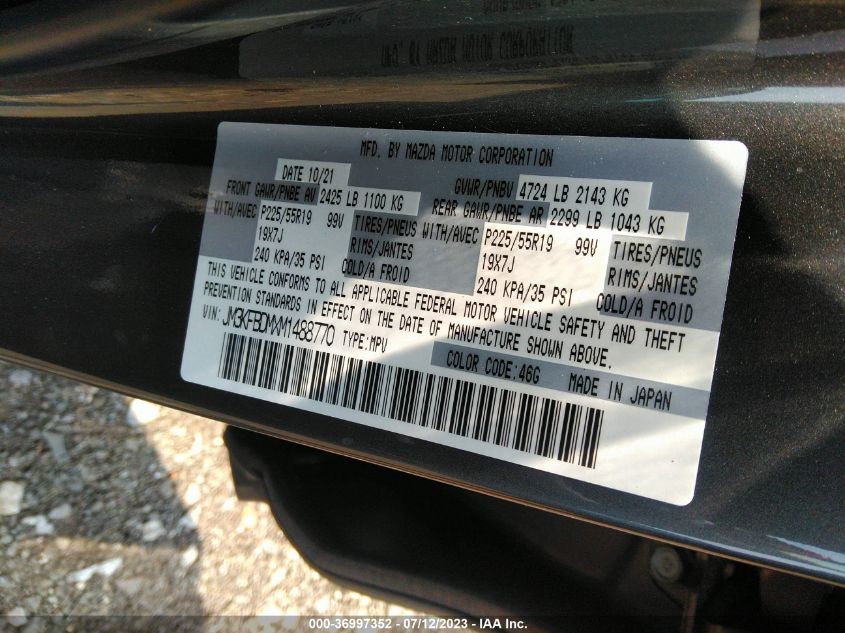 MFD. BY MAZDA MOTOR CORPORATION
DATE 10/21
GVWR/PNBV 4724 LB 2143 KG
FRONT GAWR/PNBE AV 2425 LB 1100 KG
REAR GAWR/PNBE AR 2299 LB 1043 KG
WITH/AVEC P225/55R19 99V TIRES/PNEUS WITH/AVEC P225/55R19 99V TIRES/PNEUS
19X7J RIMS/JANTES 19X7J RIMS/JANTES
240 KPA/35 PSI COLD/A FROID 240 KPA/35 PSI COLD/A FROID
THIS VEHICLE CONFORMS TO ALL APPLICABLE FEDERAL MOTOR VEHICLE SAFETY AND THEFT
PREVENTION STANDARDS IN EFFECT ON THE DATE OF MANUFACTURE SHOWN ABOVE.
VIN: JM3KFBDMXM1488770 TYPE:MPV
COLOR CODE:46G MADE IN JAPAN
000-36997352 - 07/12/2023 - IAA Inc.